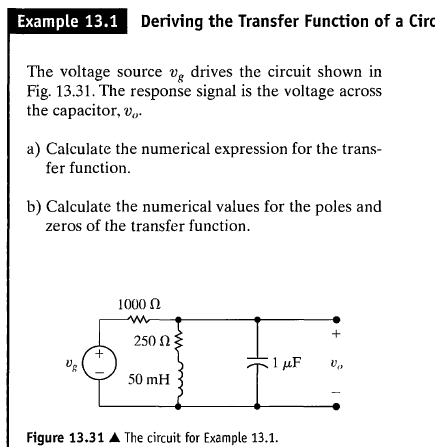 Example 13.1 Deriving the Transfer Function of a Circ
The voltage source v_g drives the circuit shown in
Fig. 13.31. The response signal is the voltage across
the capacitor, v_o.
a) Calculate the numerical expression for the trans-
fer function.
b) Calculate the numerical values for the poles and
zeros of the transfer function.
1000 Ω
250 Ω
+
+
v_g
1 μF
v_o
50 mH
Figure 13.31 ▲ The circuit for Example 13.1.